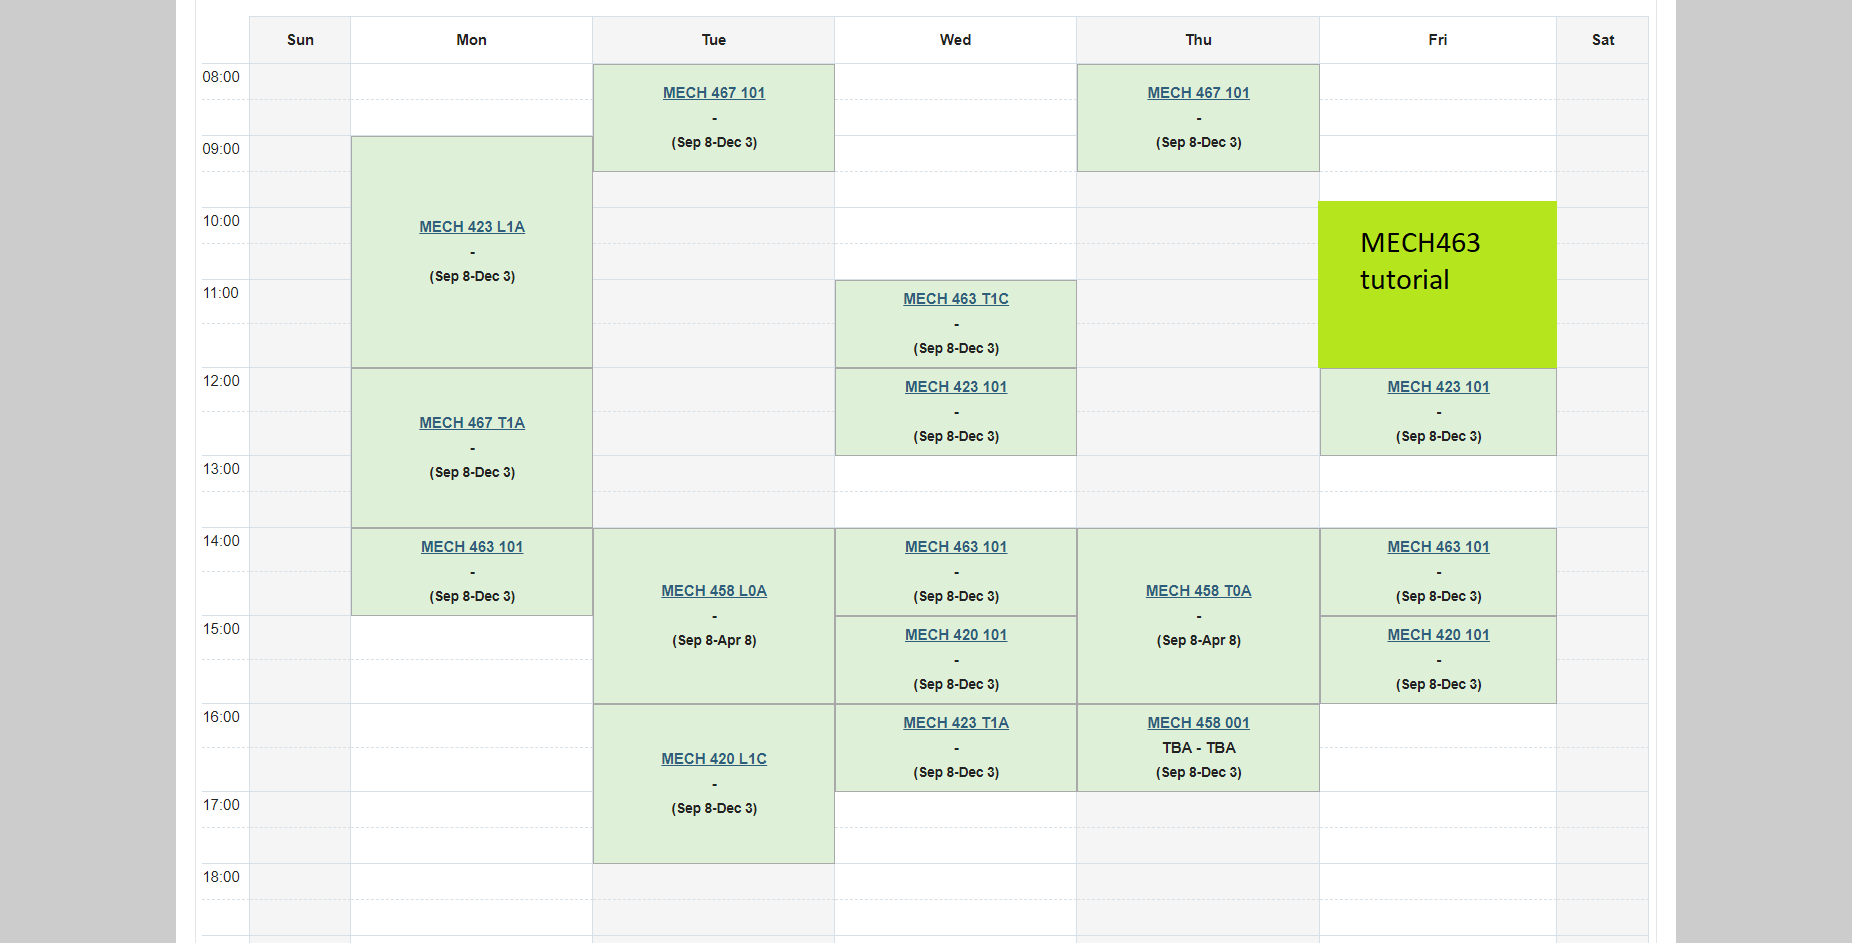 Sun Mon Tue Wed Thu Fri Sat
08:00
MECH 467 101
-
(Sep 8-Dec 3)
MECH 467 101
-
(Sep 8-Dec 3)
09:00
MECH 423 L1A
-
(Sep 8-Dec 3)
10:00
MECH463
tutorial
11:00
MECH 463 T1C
-
(Sep 8-Dec 3)
12:00
MECH 467 T1A
-
(Sep 8-Dec 3)
MECH 423 101
-
(Sep 8-Dec 3)
MECH 423 101
-
(Sep 8-Dec 3)
13:00
14:00
MECH 463 101
-
(Sep 8-Dec 3)
MECH 458 L0A
-
(Sep 8-Apr 8)
MECH 463 101
-
(Sep 8-Dec 3)
MECH 458 T0A
-
(Sep 8-Apr 8)
MECH 463 101
-
(Sep 8-Dec 3)
15:00
MECH 420 101
-
(Sep 8-Dec 3)
MECH 420 101
-
(Sep 8-Dec 3)
16:00
MECH 420 L1C
-
(Sep 8-Dec 3)
MECH 423 T1A
-
(Sep 8-Dec 3)
MECH 458 001
TBA - TBA
(Sep 8-Dec 3)
17:00
18:00